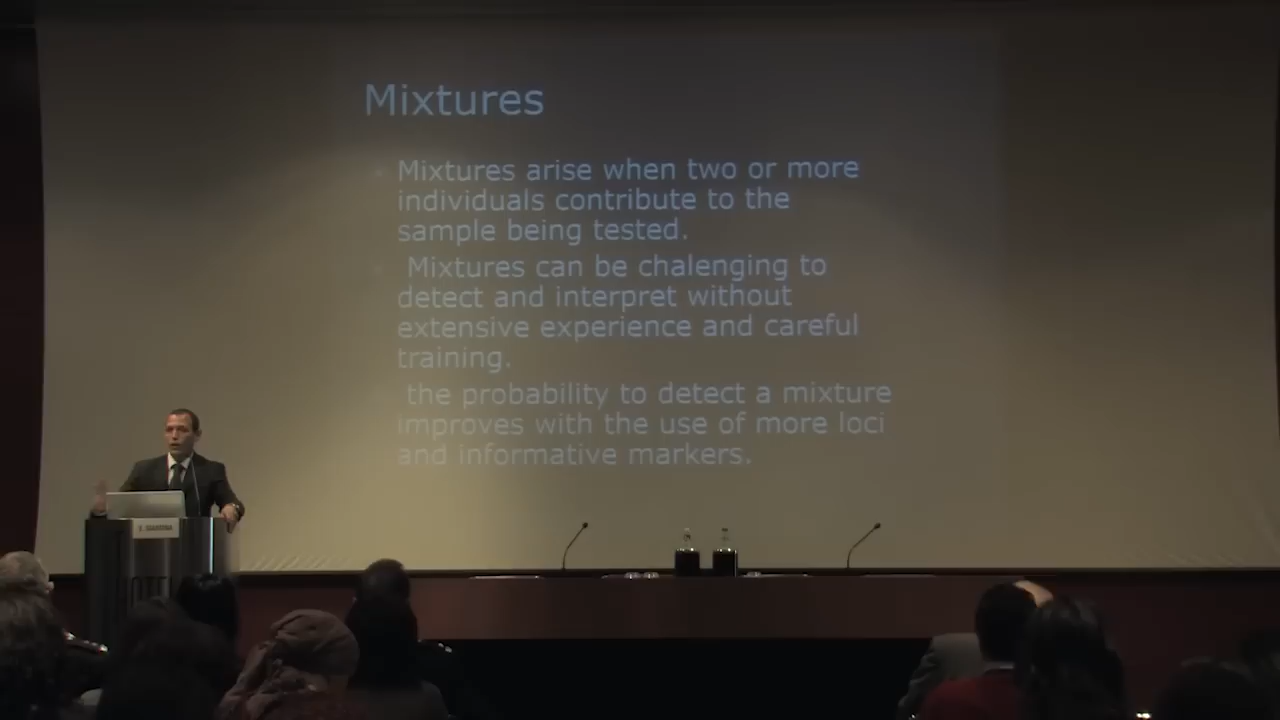 Mixtures
Mixtures arise when two or more
individuals contribute to the
sample being tested.
Mixtures can be chalenging to
detect and interpret without
extensive experience and careful
training.
the probability to detect a mixture
improves with the use of more loci
and informative markers.